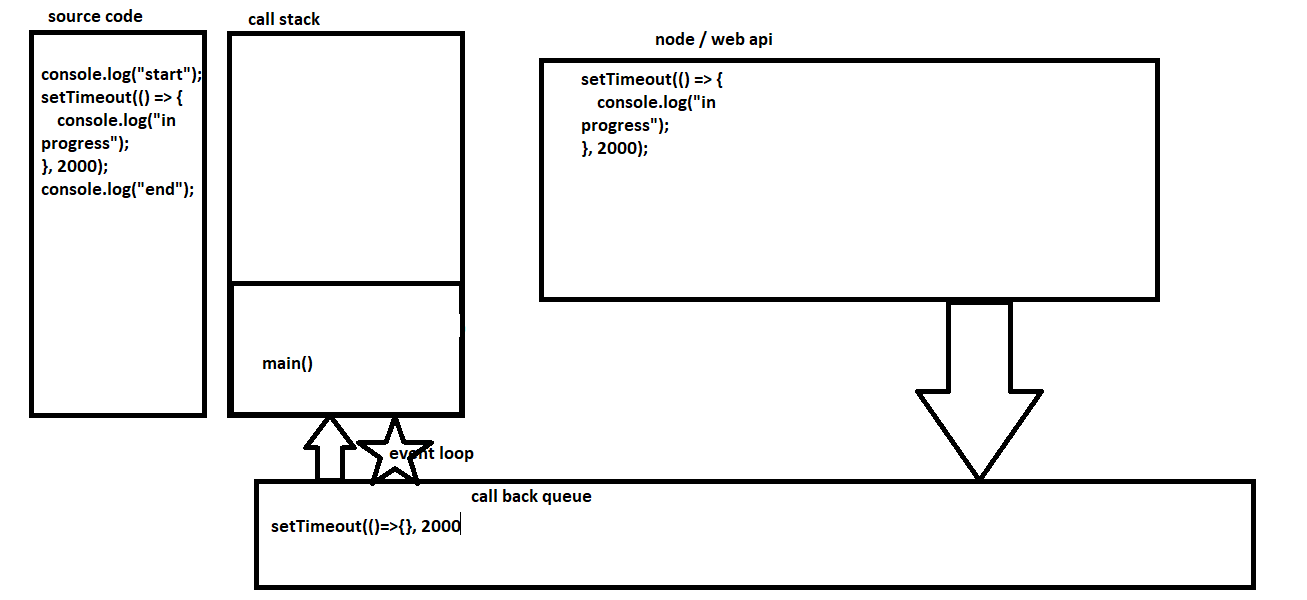 source code
console.log("start");
setTimeout(() => {
console.log("in
progress");
}, 2000);
console.log("end");
call stack
main()
node / web api
setTimeout(() => {
console.log("in
progress");
}, 2000);
event loop
call back queue
setTimeout(()=>{}, 2000